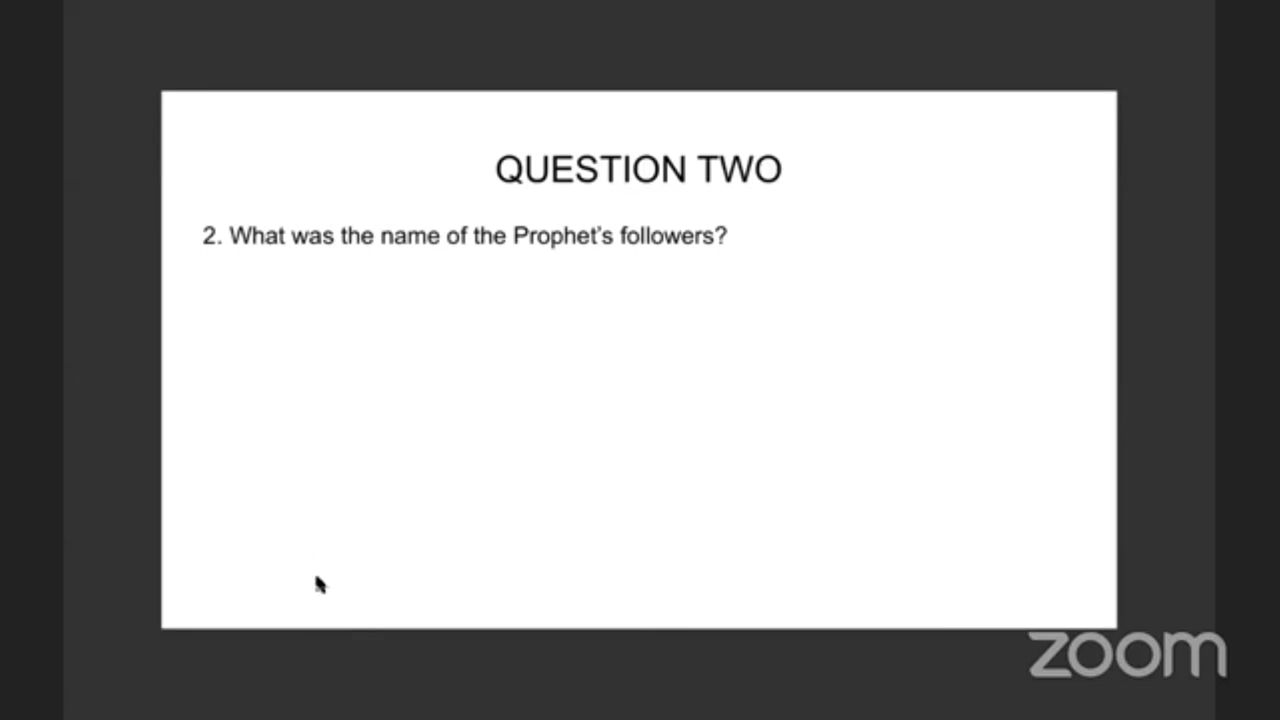 QUESTION TWO
2. What was the name of the Prophet's followers?
zoom